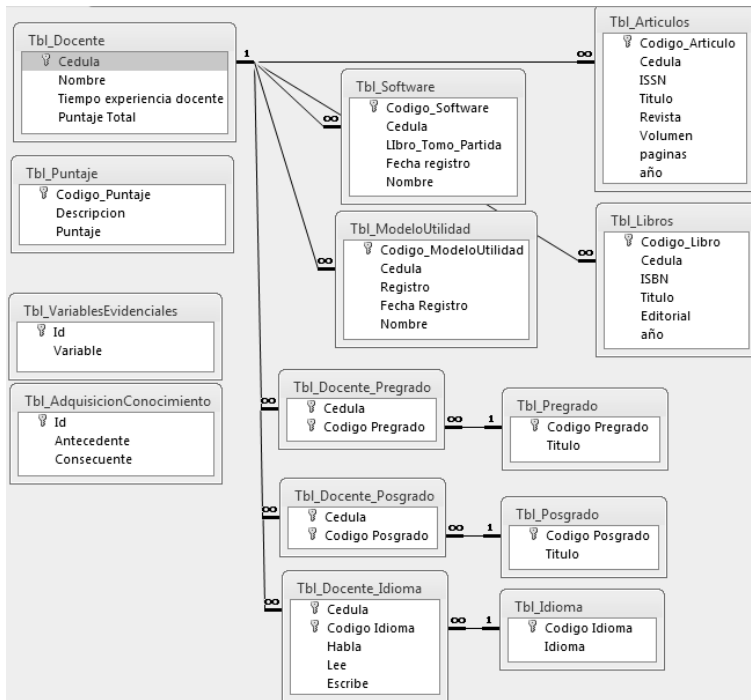 Tbl_Docente
Cedula
Nombre
Tiempo experiencia docente
Puntaje Total
1
∞
Tbl_Articulos
Codigo_Articulo
Cedula
ISSN
Titulo
Revista
Volumen
paginas
año
Tbl_Software
Codigo_Software
Cedula
LIbro_Tomo_Partida
Fecha registro
Nombre
∞
Tbl_Puntaje
Codigo_Puntaje
Descripcion
Puntaje
Tbl_ModeloUtilidad
Codigo_ModeloUtilidad
Cedula
Registro
Fecha Registro
Nombre
∞
Tbl_Libros
Codigo_Libro
Cedula
ISBN
Titulo
Editorial
año
∞
Tbl_VariablesEvidenciales
Id
Variable
Tbl_AdquisicionConocimiento
Id
Antecedente
Consecuente
∞
Tbl_Docente_Pregrado
Cedula
Codigo Pregrado
∞ 1
Tbl_Pregrado
Codigo Pregrado
Titulo
∞
Tbl_Docente_Posgrado
Cedula
Codigo Posgrado
∞ 1
Tbl_Posgrado
Codigo Posgrado
Titulo
∞
Tbl_Docente_Idioma
Cedula
Codigo Idioma
Habla
Lee
Escribe
∞ 1
Tbl_Idioma
Codigo Idioma
Idioma